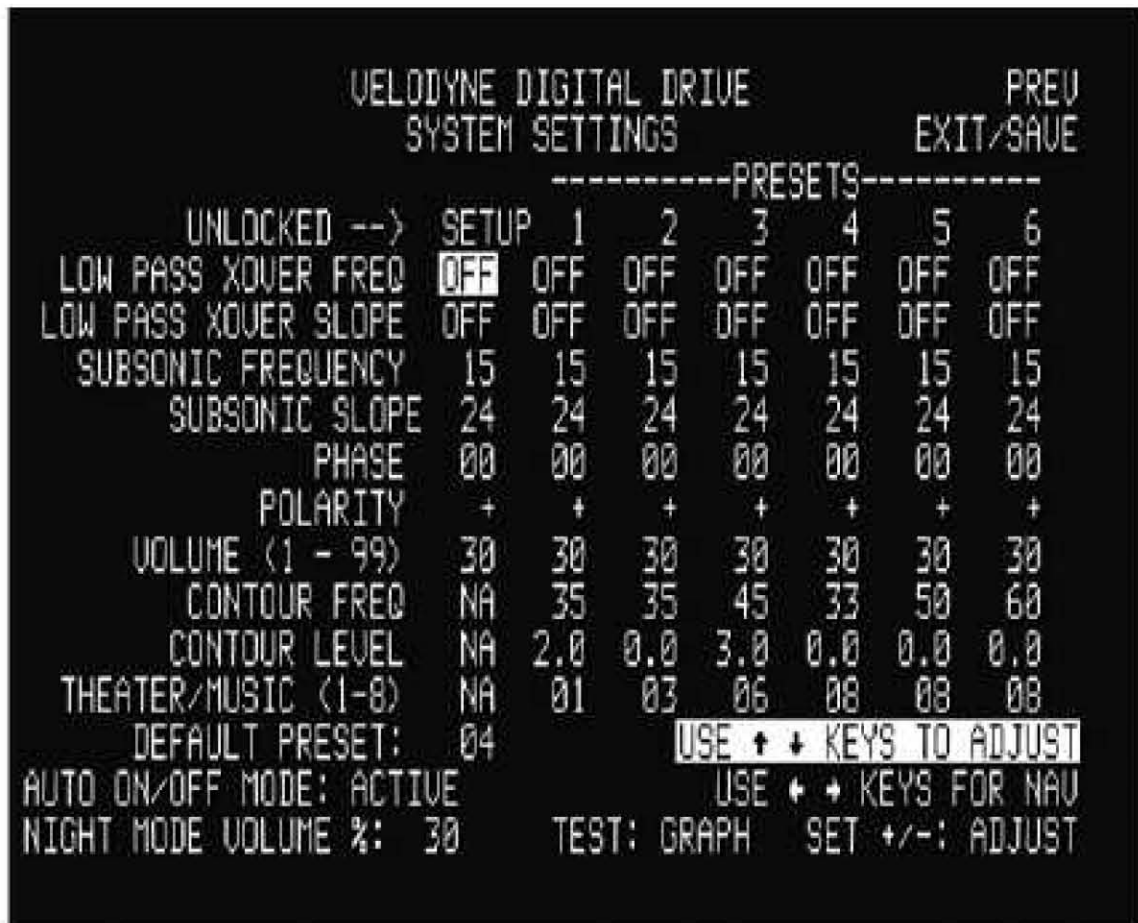 VELODYNE DIGITAL DRIVE PREV
SYSTEM SETTINGS EXIT/SAVE
----------PRESETS----------
UNLOCKED --> SETUP 1 2 3 4 5 6
LOW PASS XOVER FREQ OFF OFF OFF OFF OFF OFF OFF
LOW PASS XOVER SLOPE OFF OFF OFF OFF OFF OFF OFF
SUBSONIC FREQUENCY 15 15 15 15 15 15 15
SUBSONIC SLOPE 24 24 24 24 24 24 24
PHASE 00 00 00 00 00 00 00
POLARITY + + + + + + +
VOLUME (1 - 99) 30 30 30 30 30 30 30
CONTOUR FREQ NA 35 35 45 33 50 60
CONTOUR LEVEL NA 2.0 0.0 3.0 0.0 0.0 0.0
THEATER/MUSIC (1-8) NA 01 03 06 08 08 08
DEFAULT PRESET: 04 USE ↑ ↓ KEYS TO ADJUST
AUTO ON/OFF MODE: ACTIVE USE ← → KEYS FOR NAV
NIGHT MODE VOLUME %: 30 TEST: GRAPH SET +/-: ADJUST